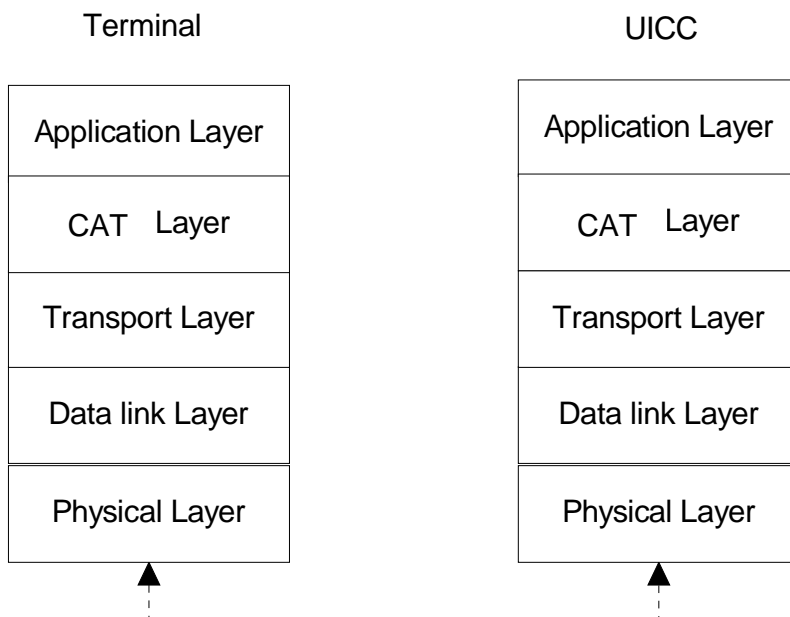 Terminal
Application Layer
CAT Layer
Transport Layer
Data link Layer
Physical Layer
UICC
Application Layer
CAT Layer
Transport Layer
Data link Layer
Physical Layer